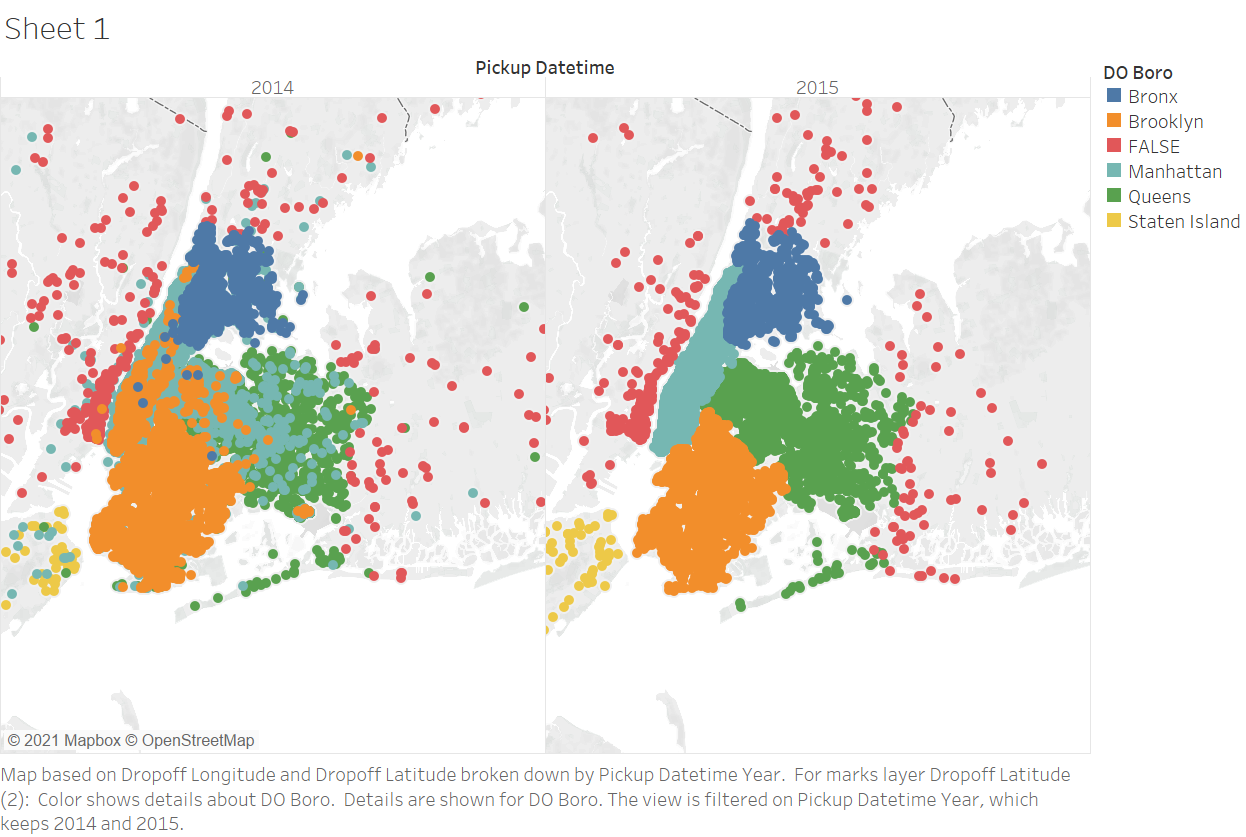 Sheet 1
Pickup Datetime
2014
2015
DO Boro
Bronx
Brooklyn
FALSE
Manhattan
Queens
Staten Island
© 2021 Mapbox © OpenStreetMap
Map based on Dropoff Longitude and Dropoff Latitude broken down by Pickup Datetime Year.  For marks layer Dropoff Latitude
(2):  Color shows details about DO Boro.  Details are shown for DO Boro. The view is filtered on Pickup Datetime Year, which
keeps 2014 and 2015.